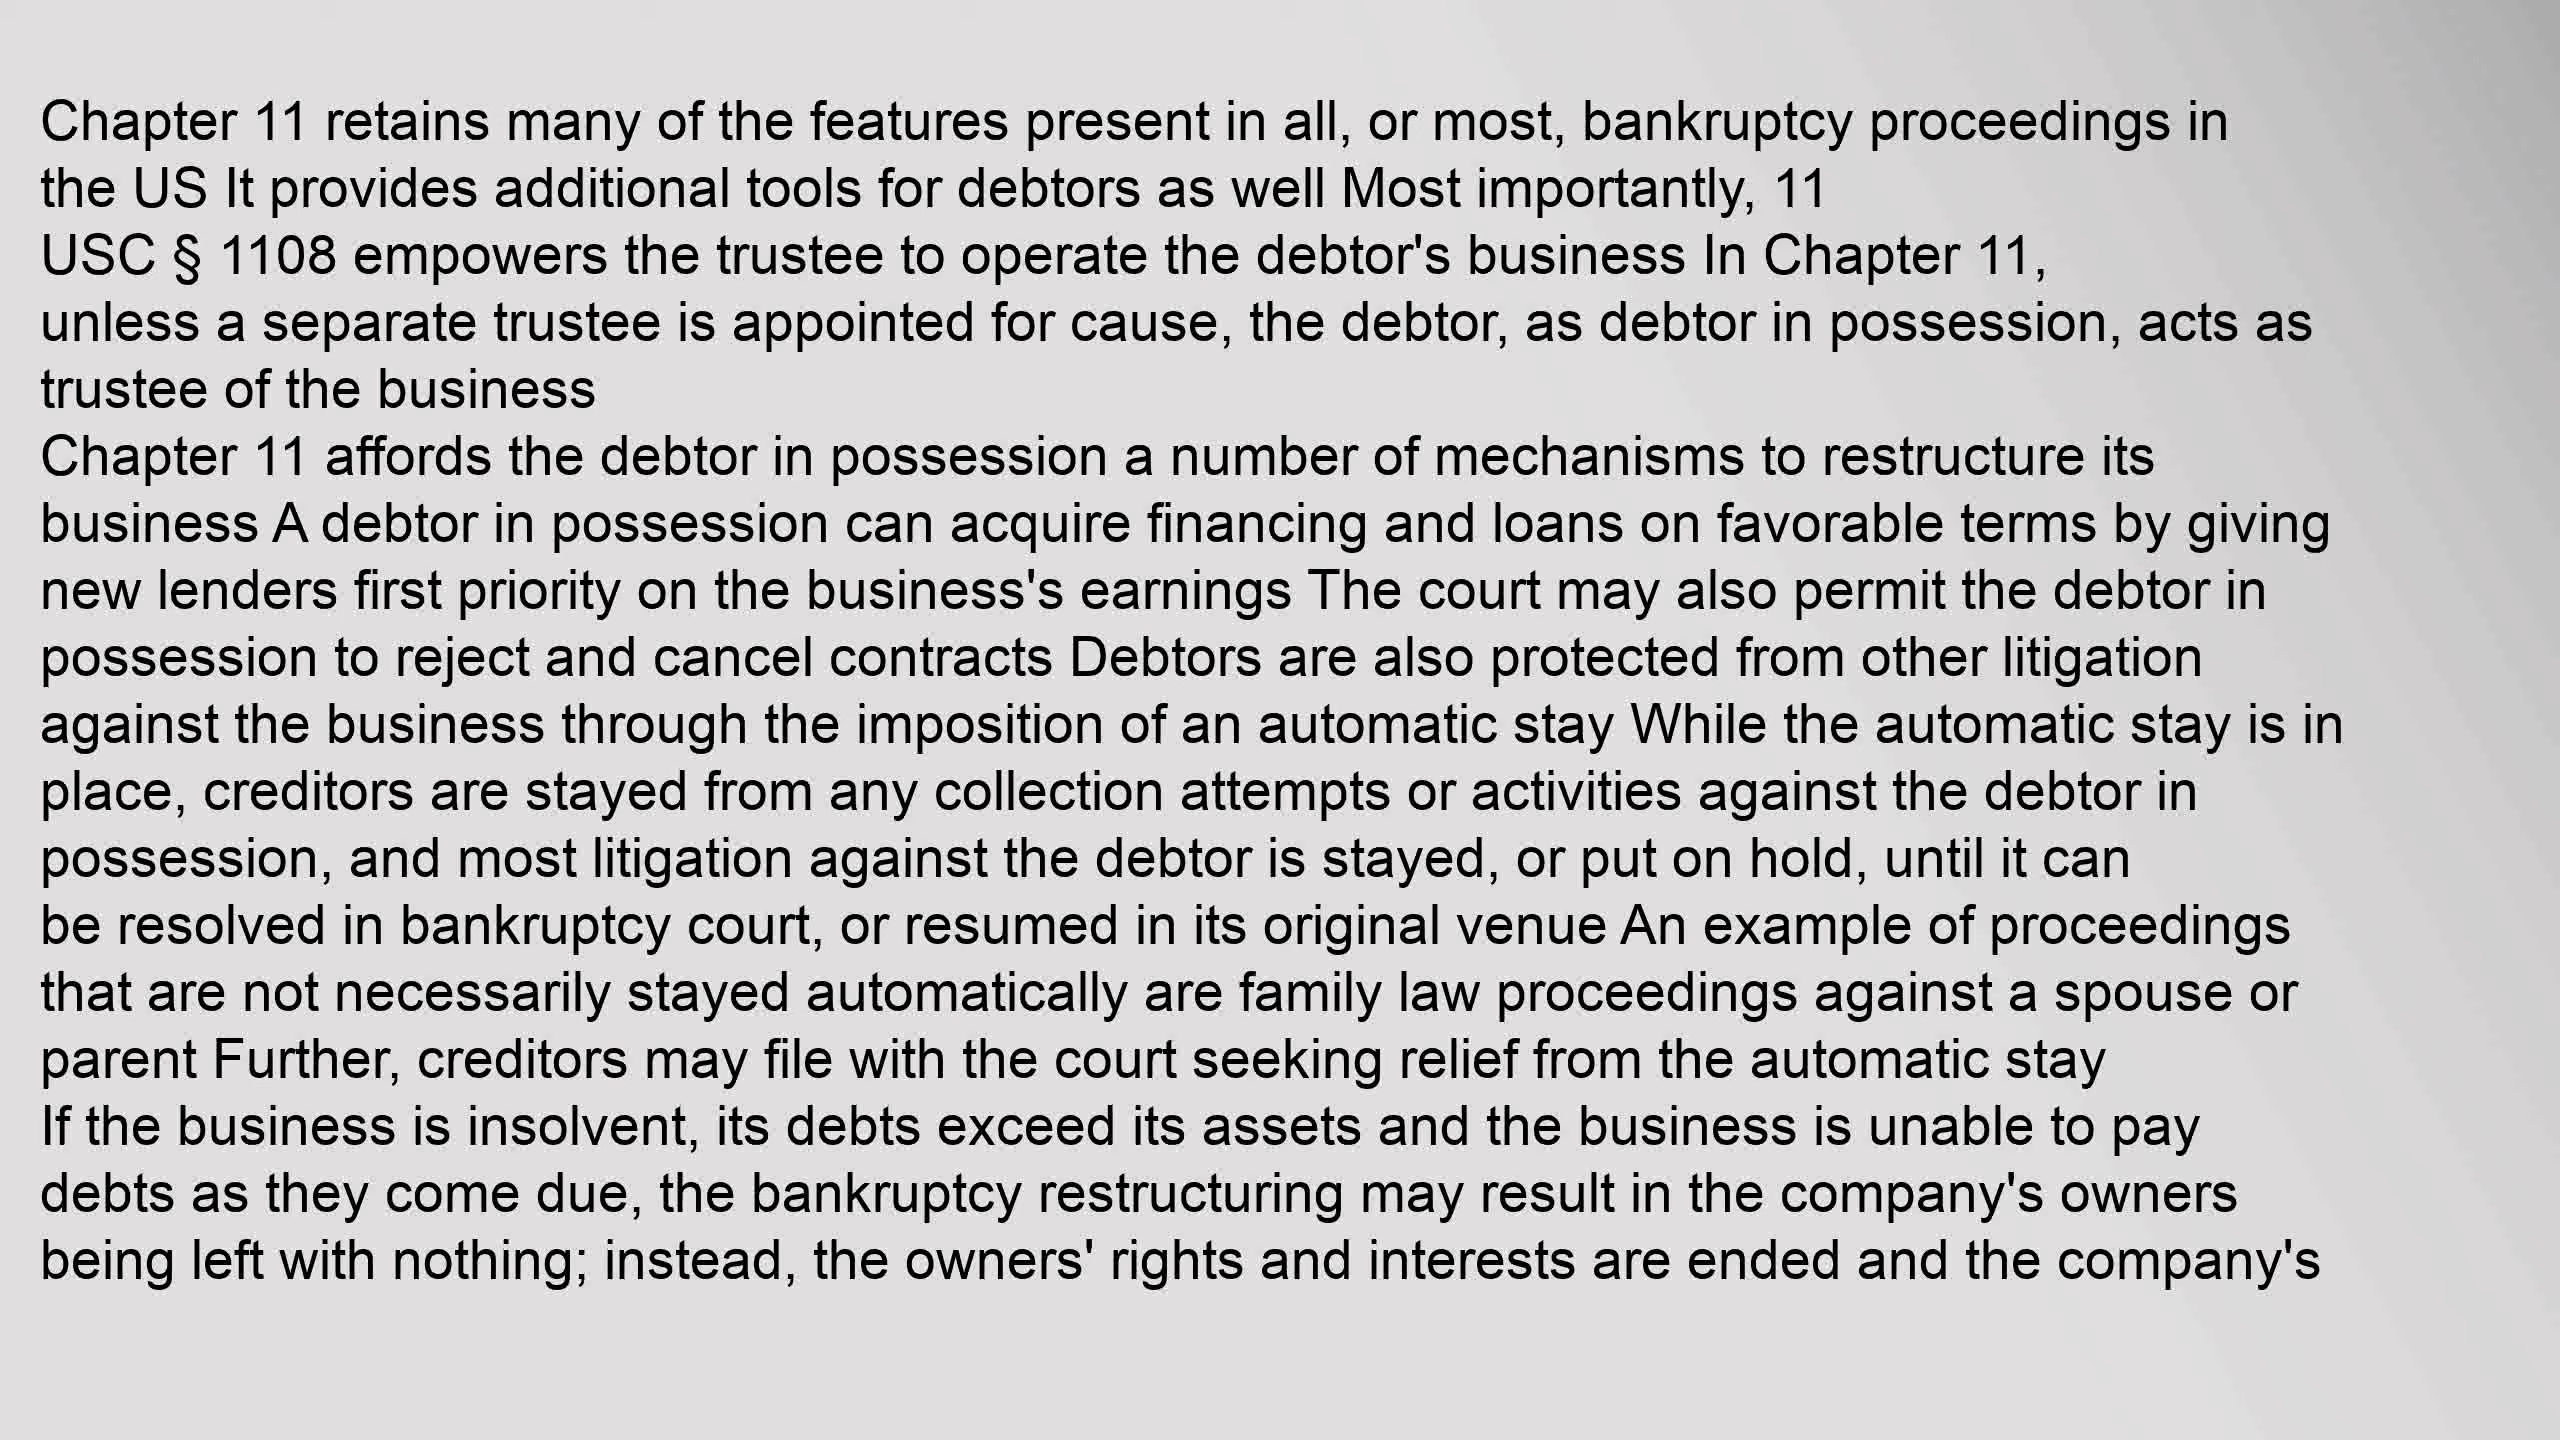 Chapter 11 retains many of the features present in all, or most, bankruptcy proceedings in
the US It provides additional tools for debtors as well Most importantly, 11
USC § 1108 empowers the trustee to operate the debtor's business In Chapter 11,
unless a separate trustee is appointed for cause, the debtor, as debtor in possession, acts as
trustee of the business
Chapter 11 affords the debtor in possession a number of mechanisms to restructure its
business A debtor in possession can acquire financing and loans on favorable terms by giving
new lenders first priority on the business's earnings The court may also permit the debtor in
possession to reject and cancel contracts Debtors are also protected from other litigation
against the business through the imposition of an automatic stay While the automatic stay is in
place, creditors are stayed from any collection attempts or activities against the debtor in
possession, and most litigation against the debtor is stayed, or put on hold, until it can
be resolved in bankruptcy court, or resumed in its original venue An example of proceedings
that are not necessarily stayed automatically are family law proceedings against a spouse or
parent Further, creditors may file with the court seeking relief from the automatic stay
If the business is insolvent, its debts exceed its assets and the business is unable to pay
debts as they come due, the bankruptcy restructuring may result in the company's owners
being left with nothing; instead, the owners' rights and interests are ended and the company's